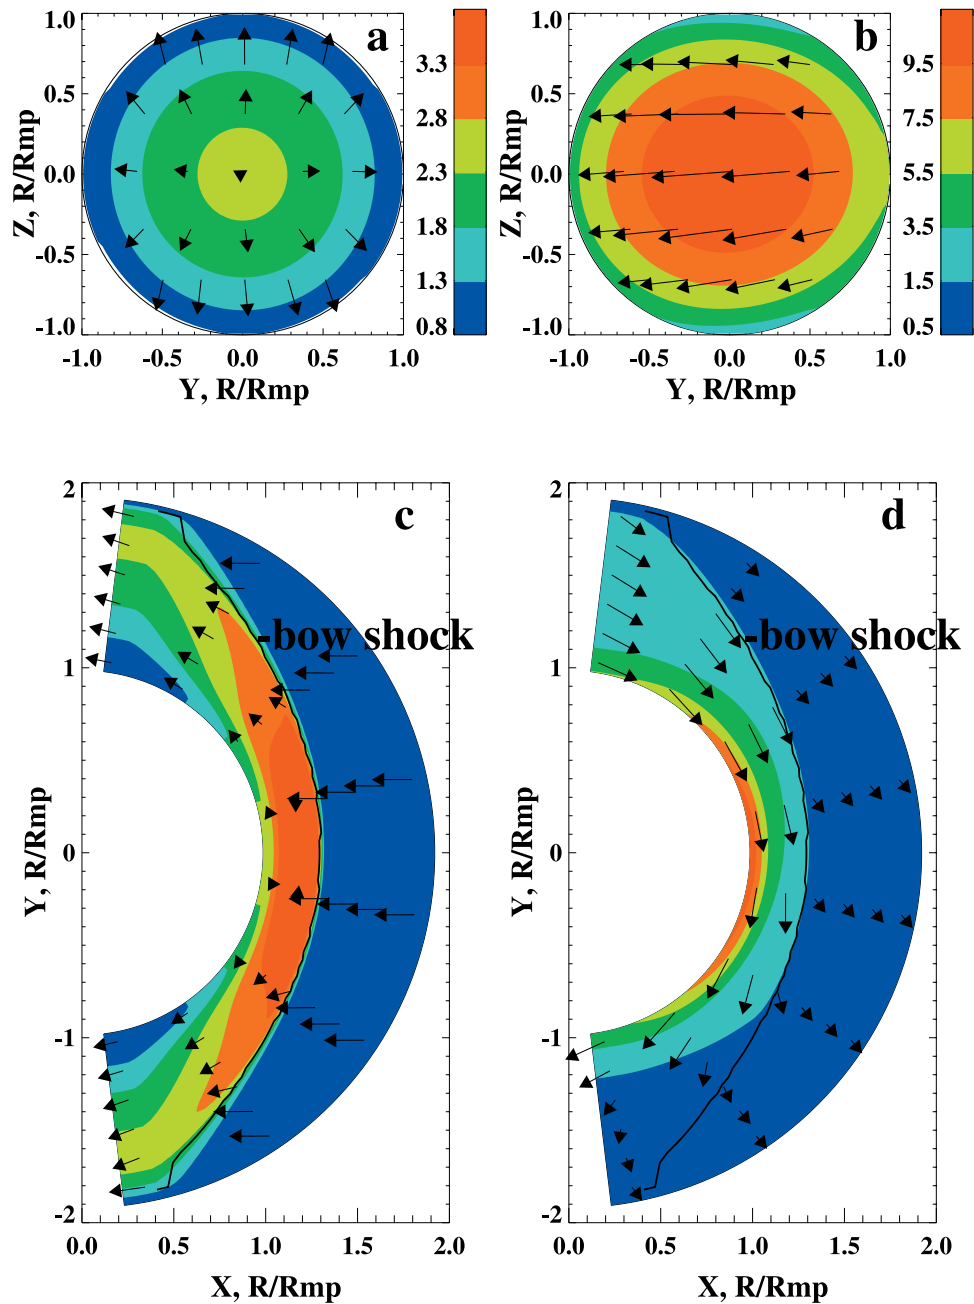 a
b
1.0
0.5
0.0
-0.5
-1.0
Z, R/Rmp
-1.0 -0.5 0.0 0.5 1.0
Y, R/Rmp
3.3
2.8
2.3
1.8
1.3
0.8
1.0
0.5
0.0
-0.5
-1.0
Z, R/Rmp
-1.0 -0.5 0.0 0.5 1.0
Y, R/Rmp
9.5
7.5
5.5
3.5
1.5
0.5
c
2
1
0
-1
-2
Y, R/Rmp
-bow shock
0.0 0.5 1.0 1.5 2.0
X, R/Rmp
d
2
1
0
-1
-2
Y, R/Rmp
-bow shock
0.0 0.5 1.0 1.5 2.0
X, R/Rmp